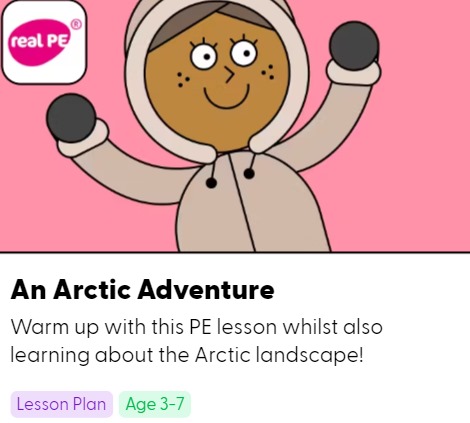 real PE®
An Arctic Adventure
Warm up with this PE lesson whilst also
learning about the Arctic landscape!
Lesson Plan Age 3-7